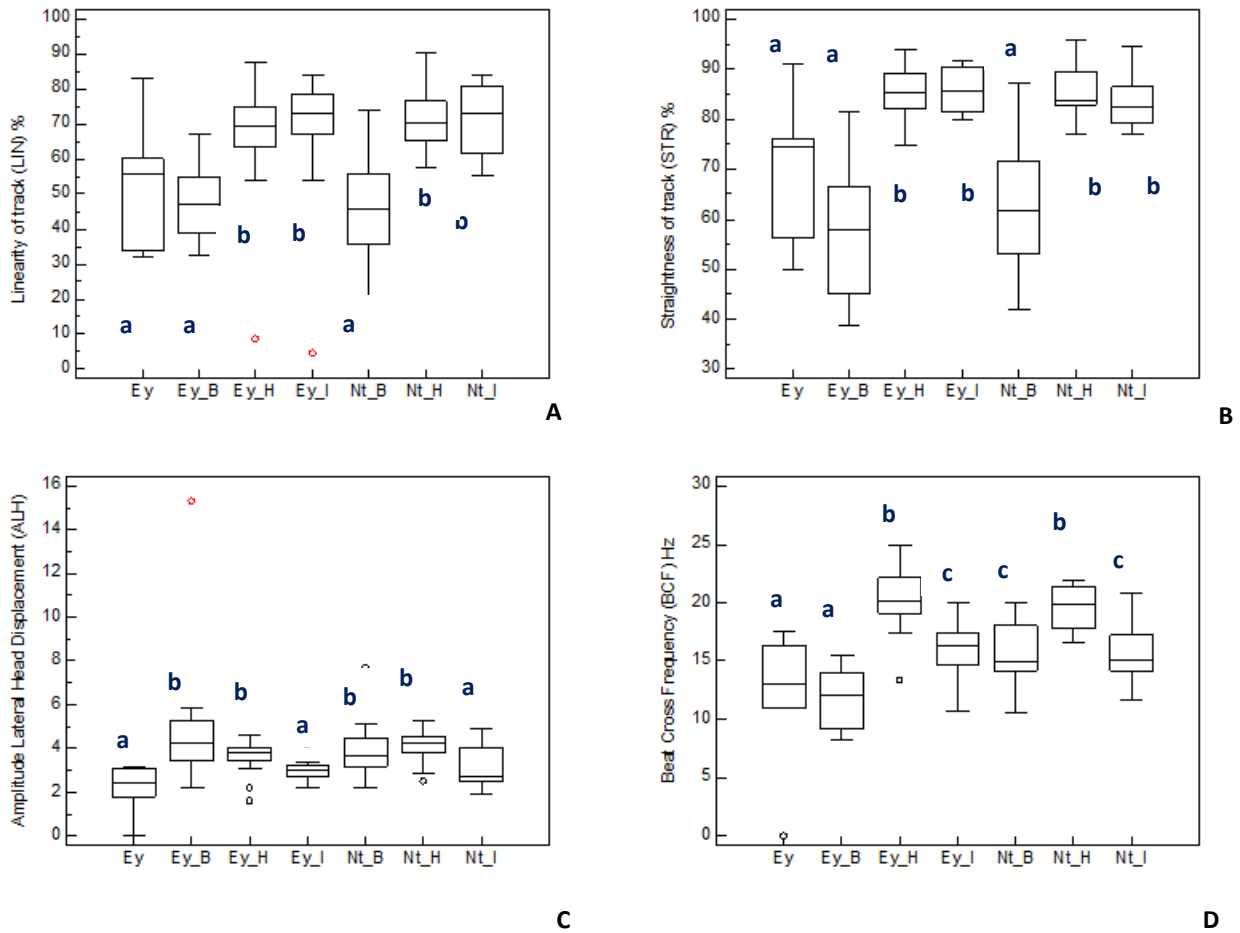 Linearity of track (LIN) %
100
90
80
70
60
50
40
30
20
10
0
a a b b a b b
Ey Ey_B Ey_H Ey_I Nt_B Nt_H Nt_I
A
Straightness of track (STR) %
100
90
80
70
60
50
40
30
a a b b a b b
Ey Ey_B Ey_H Ey_I Nt_B Nt_H Nt_I
B
Amplitude Lateral Head Displacement (ALH)
16
14
12
10
8
6
4
2
0
a b b a b b a
Ey Ey_B Ey_H Ey_I Nt_B Nt_H Nt_I
C
Beat Cross Frequency (BCF) Hz
30
25
20
15
10
5
0
a a b c c b c
Ey Ey_B Ey_H Ey_I Nt_B Nt_H Nt_I
D